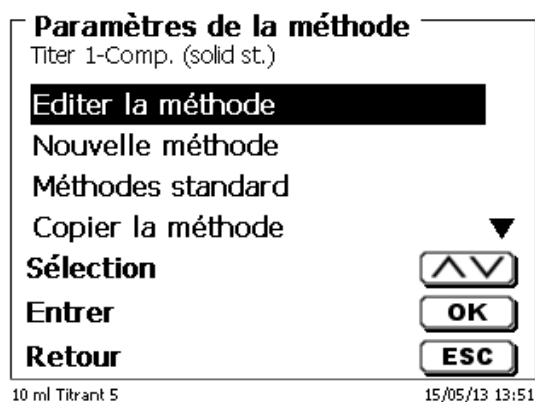 Paramètres de la méthode
Titer 1-Comp. (solid st.)
Editer la méthode
Nouvelle méthode
Méthodes standard
Copier la méthode
Sélection
Entrer OK
Retour ESC
10 ml Titrant 5 15/05/13 13:51